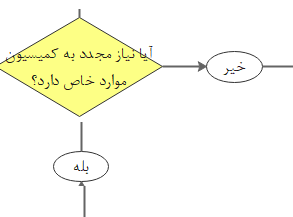 آیا نیاز مجدد به کمیسیون
موارد خاص دارد؟
خیر
بله